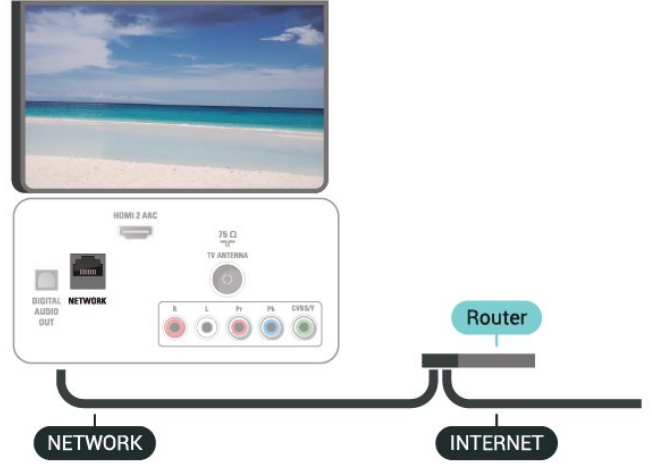 HDMI 2 ARC
75 Ω
TV ANTENNA
DIGITAL
AUDIO
OUT
NETWORK
R L Pr Pb CVBS/Y
Router
NETWORK
INTERNET